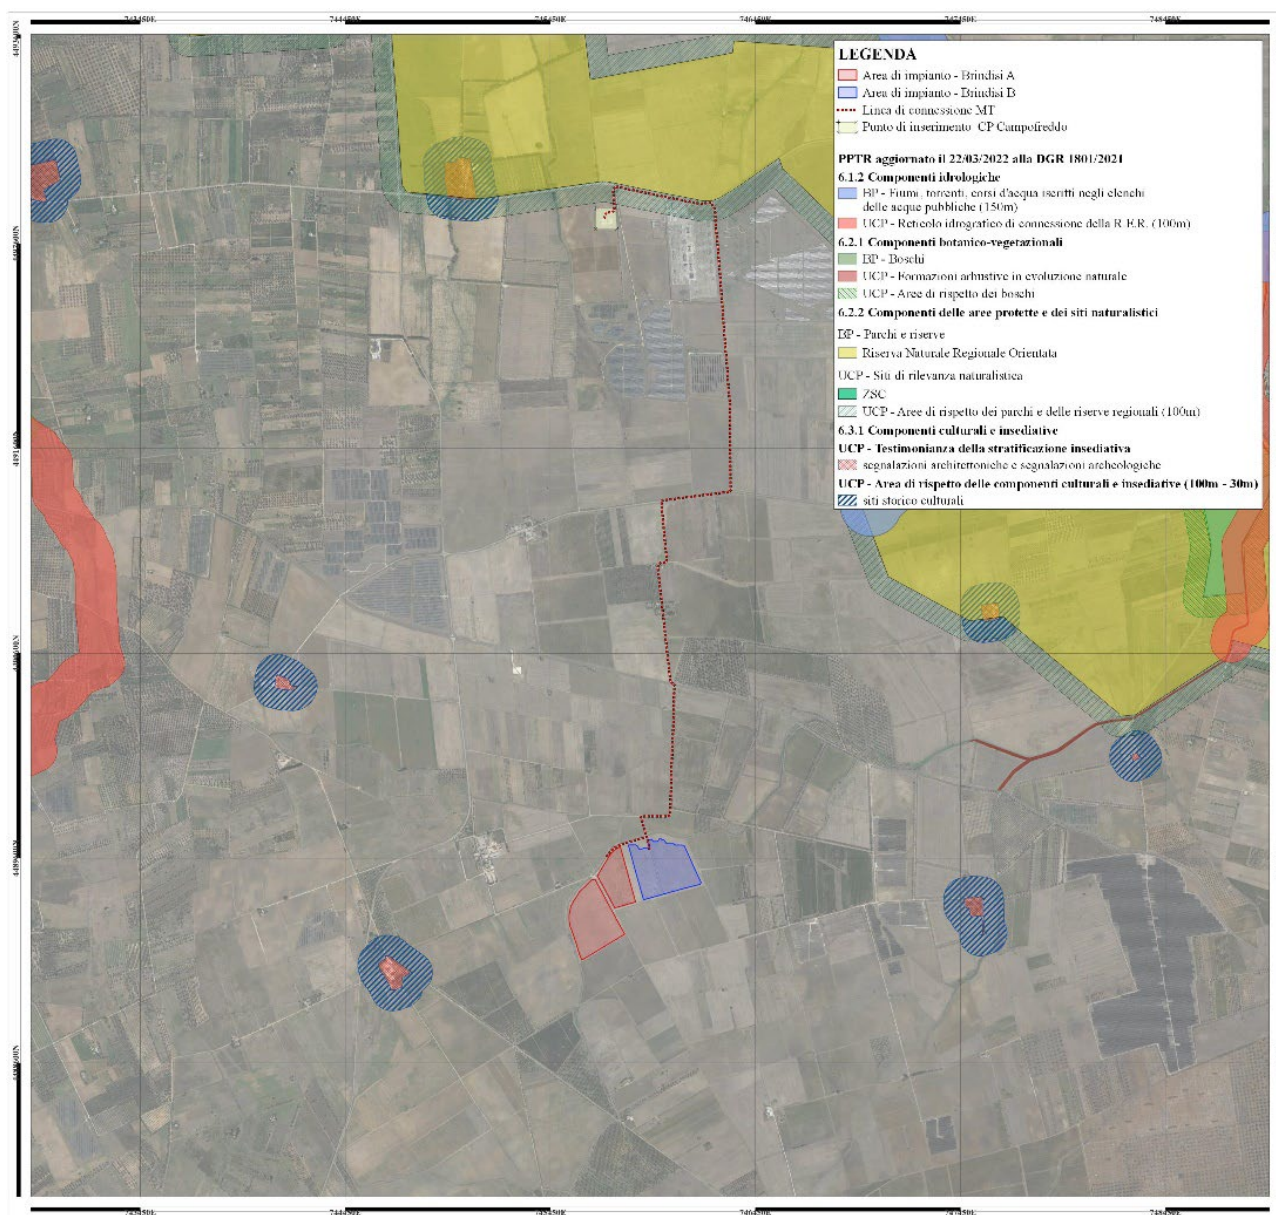 744450E
746450E
LEGENDA
Area di impianto - Brindisi A
Area di impianto - Brindisi B
Linea di connessione MT
Punto di inserimento CP Campofreddo
PPTR aggiornato il 22/03/2022 alla DGR 1801/2021
6.1.2 Componenti idrologiche
BP - Fiumi, torrenti, corsi d'acqua iscritti negli elenchi
delle acque pubbliche (150m)
UCP - Reticolo idrografico di connessione della R.E.R. (100m)
6.2.1 Componenti botanico-vegetazionali
BP - Boschi
UCP - Formazioni arbustive in evoluzione naturale
UCP - Aree di rispetto dei boschi
6.2.2 Componenti delle aree protette e dei siti naturalistici
BP - Parchi e riserve
Riserva Naturale Regionale Orientata
UCP - Siti di rilevanza naturalistica
ZSC
UCP - Aree di rispetto dei parchi e delle riserve regionali (100m)
6.3.1 Componenti culturali e insediative
UCP - Testimonianza della stratificazione insediativa
segnalazioni architettoniche e segnalazioni archeologiche
UCP - Area di rispetto delle componenti culturali e insediative (100m - 30m)
siti storico culturali